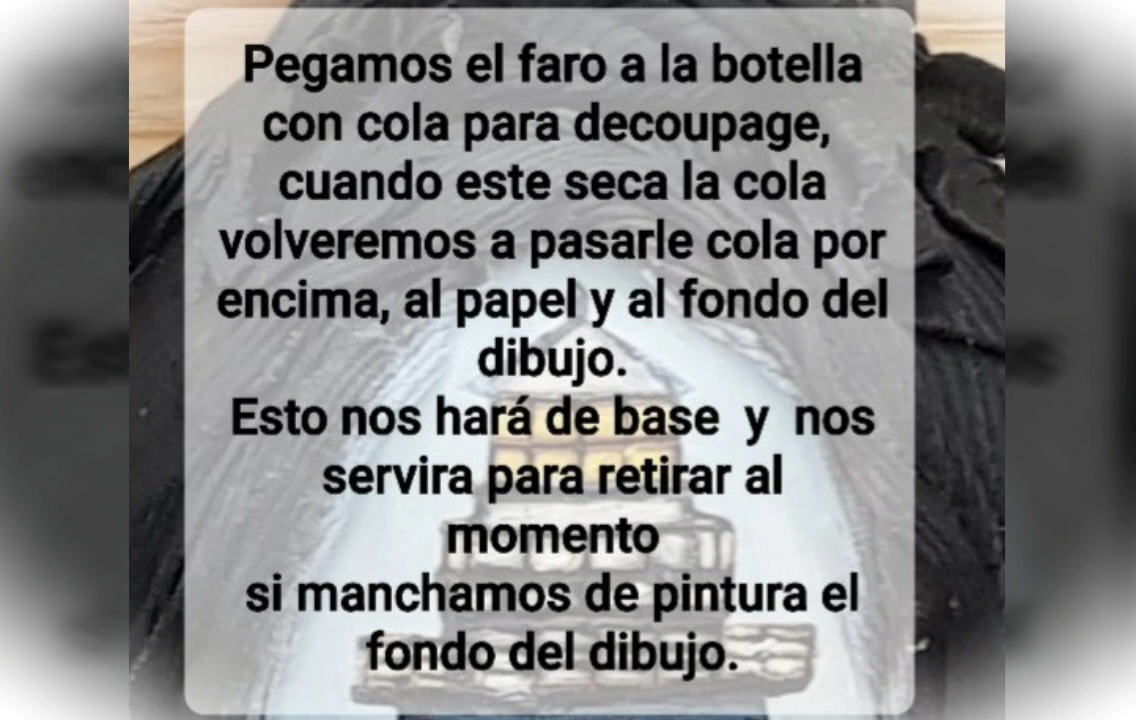 Pegamos el faro a la botella
con cola para decoupage,
cuando este seca la cola
volveremos a pasarle cola por
encima, al papel y al fondo del
dibujo.
Esto nos hará de base y nos
servira para retirar al
momento
si manchamos de pintura el
fondo del dibujo.